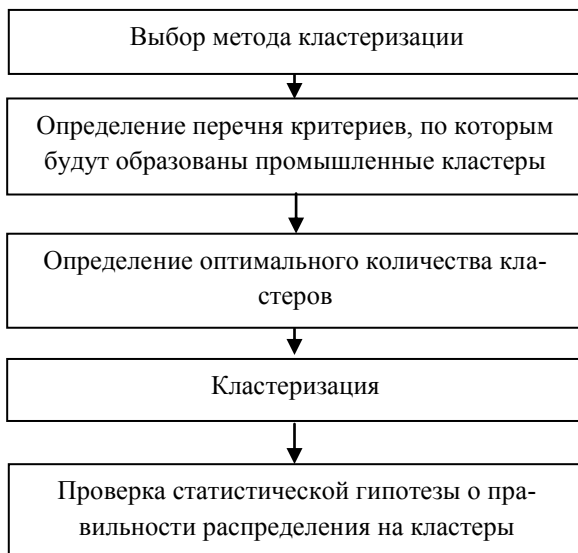 Выбор метода кластеризации
Определение перечня критериев, по которым
будут образованы промышленные кластеры
Определение оптимального количества кла-
стеров
Кластеризация
Проверка статистической гипотезы о пра-
вильности распределения на кластеры